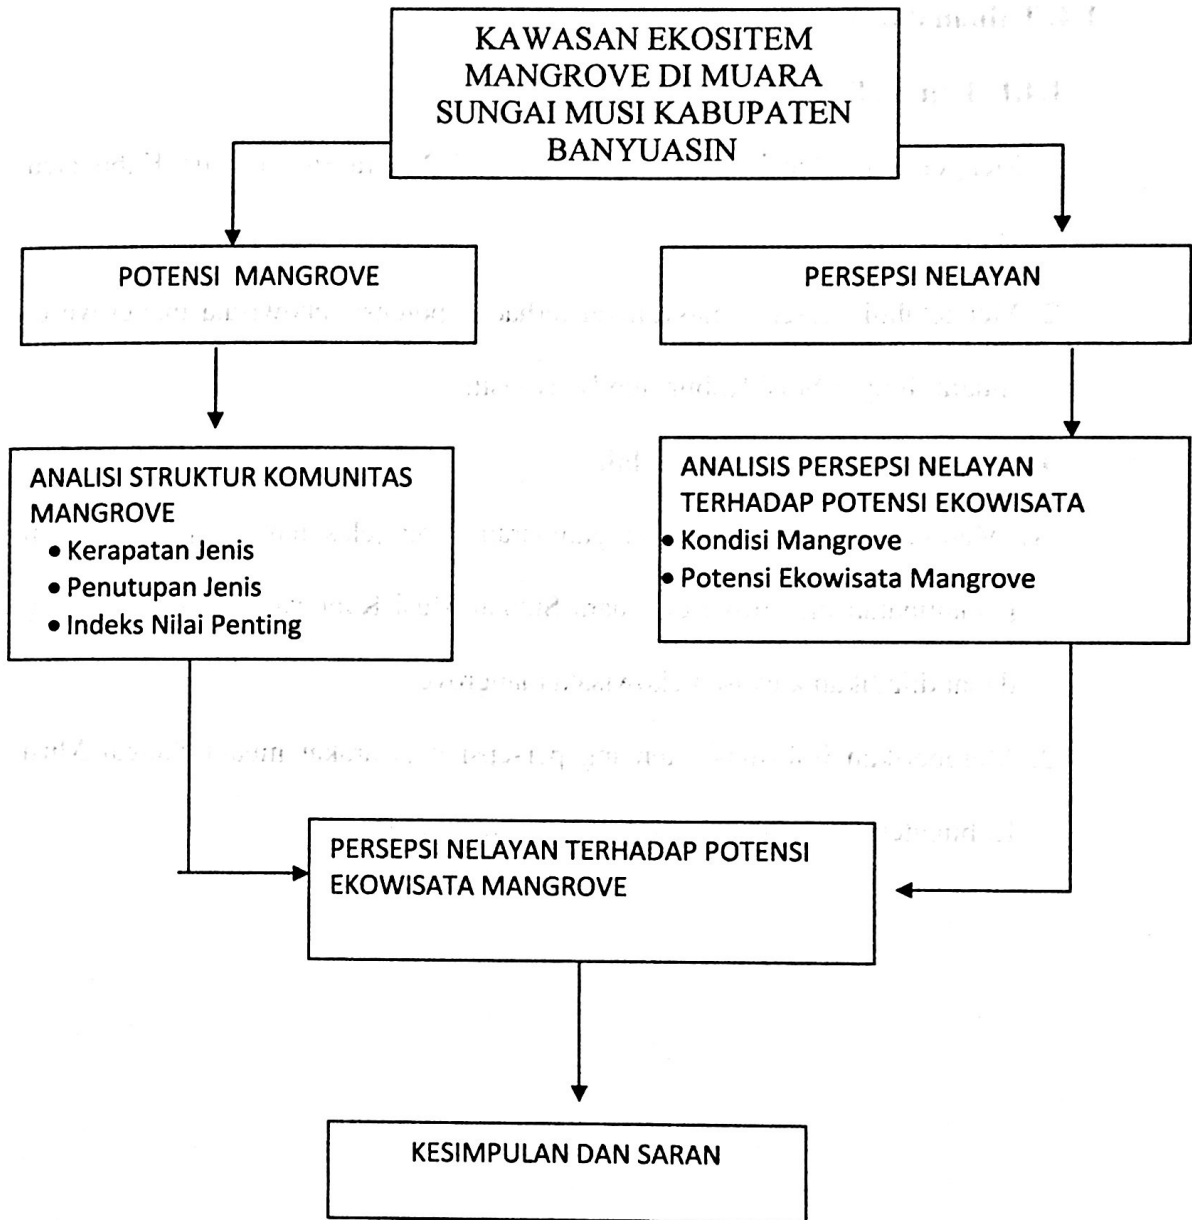 KAWASAN EKOSITEM
MANGROVE DI MUARA
SUNGAI MUSI KABUPATEN
BANYUASIN
POTENSI MANGROVE
PERSEPSI NELAYAN
ANALISI STRUKTUR KOMUNITAS
MANGROVE
• Kerapatan Jenis
• Penutupan Jenis
• Indeks Nilai Penting
ANALISIS PERSEPSI NELAYAN
TERHADAP POTENSI EKOWISATA
• Kondisi Mangrove
• Potensi Ekowisata Mangrove
PERSEPSI NELAYAN TERHADAP POTENSI
EKOWISATA MANGROVE
KESIMPULAN DAN SARAN